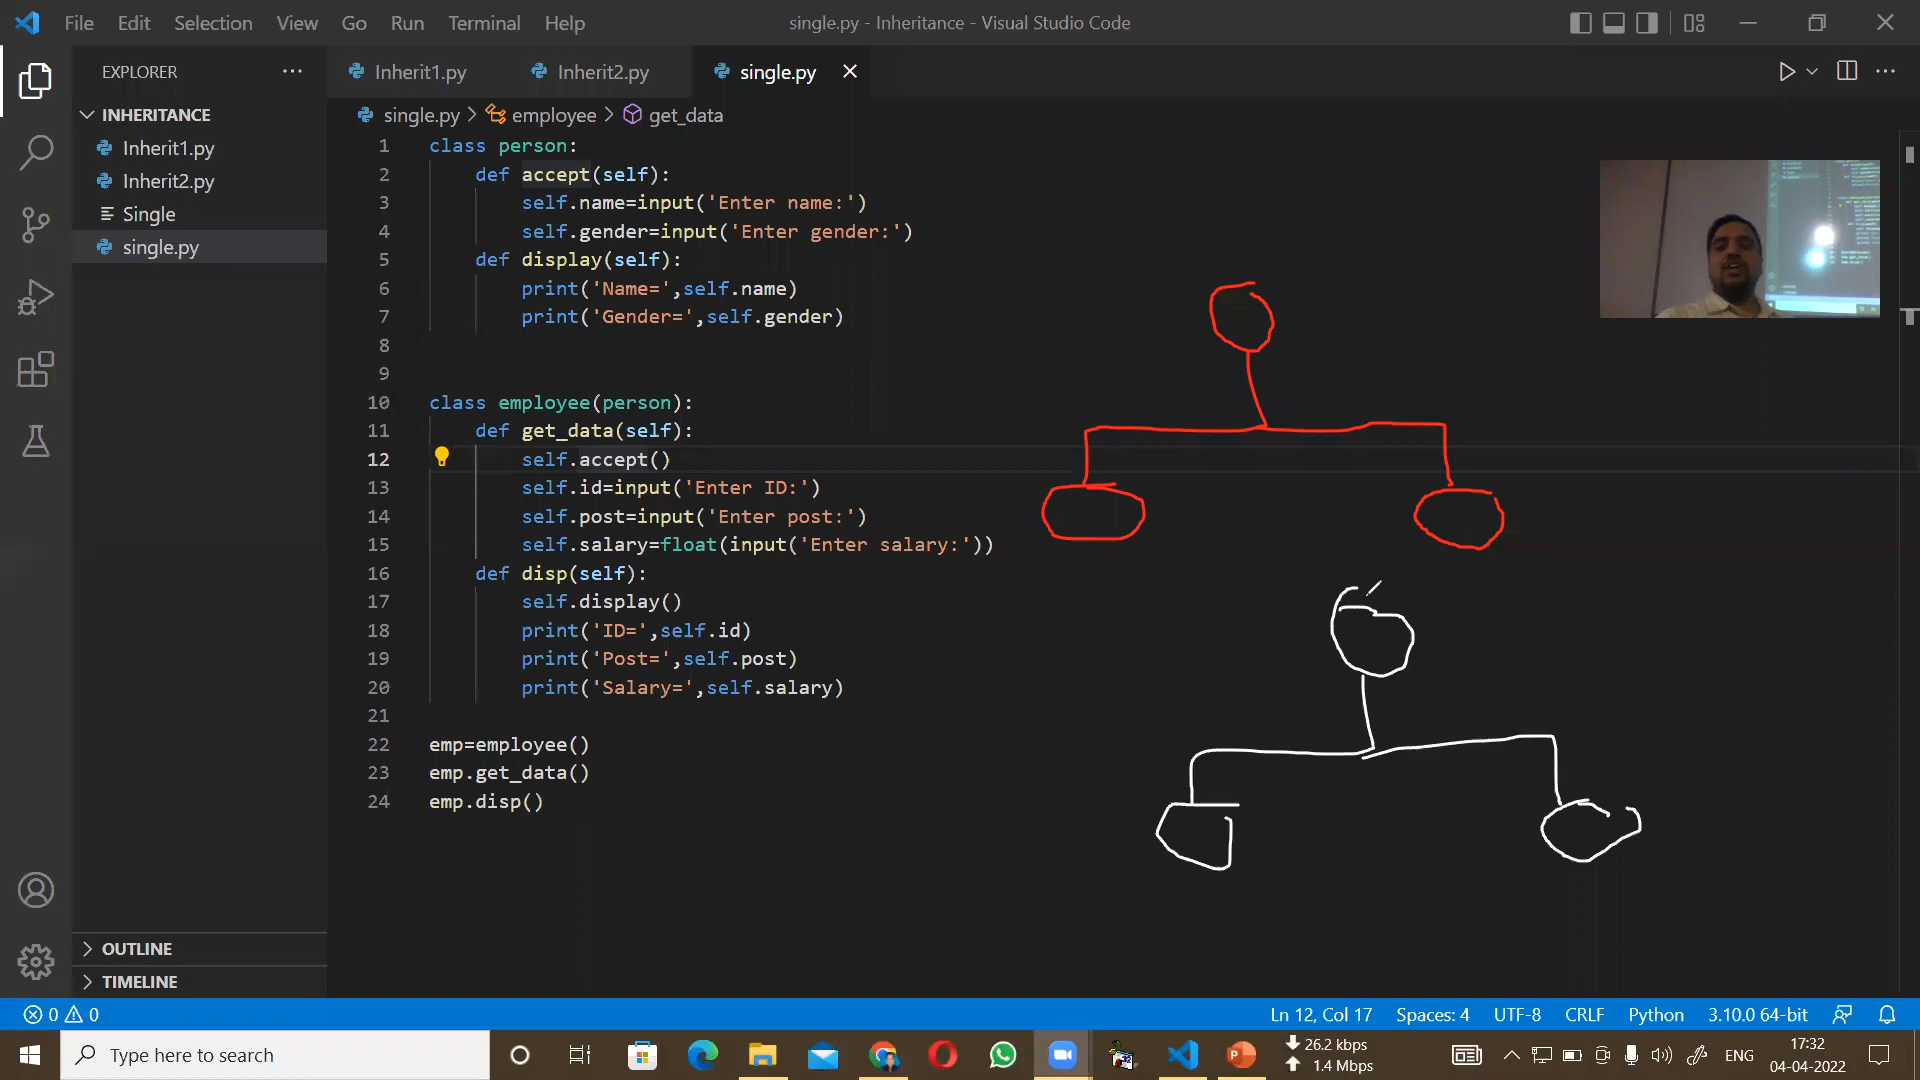 File Edit Selection View Go Run Terminal Help
single.py - Inheritance - Visual Studio Code
EXPLORER
INHERITANCE
Inherit1.py
Inherit2.py
Single
single.py
OUTLINE
TIMELINE
Inherit1.py Inherit2.py single.py
single.py > employee > get_data
1 class person:
2 def accept(self):
3 self.name=input('Enter name:')
4 self.gender=input('Enter gender:')
5 def display(self):
6 print('Name=',self.name)
7 print('Gender=',self.gender)
8
9
10 class employee(person):
11 def get_data(self):
12 self.accept()
13 self.id=input('Enter ID:')
14 self.post=input('Enter post:')
15 self.salary=float(input('Enter salary:'))
16 def disp(self):
17 self.display()
18 print('ID=',self.id)
19 print('Post=',self.post)
20 print('Salary=',self.salary)
21
22 emp=employee()
23 emp.get_data()
24 emp.disp()
0 0
Ln 12, Col 17 Spaces: 4 UTF-8 CRLF Python 3.10.0 64-bit
Type here to search
26.2 kbps
1.4 Mbps
ENG
17:32
04-04-2022